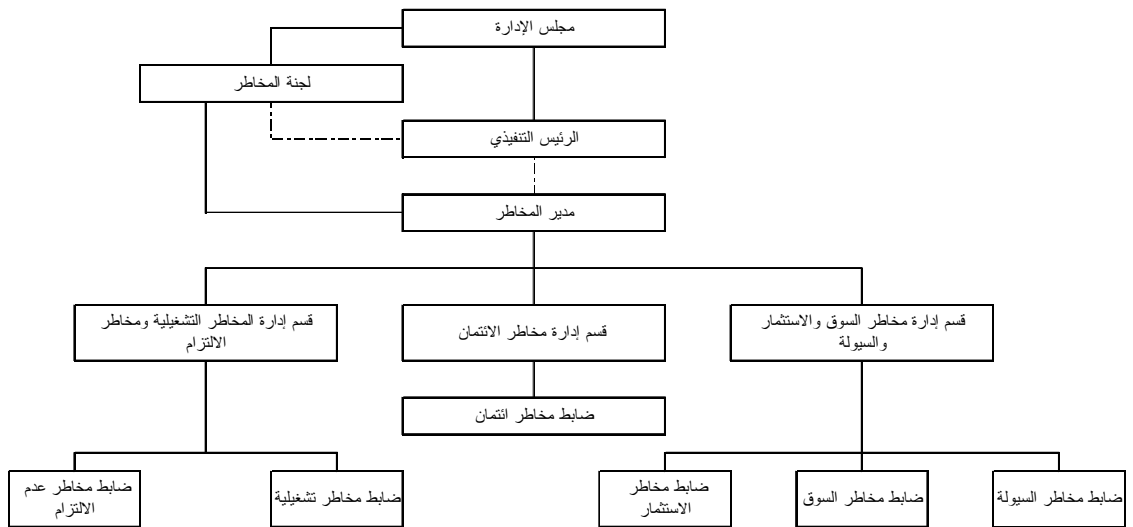 مجلس الإدارة
لجنة المخاطر
الرئيس التنفيذي
مدير المخاطر
قسم إدارة مخاطر السوق والاستثمار
والسيولة
قسم إدارة مخاطر الائتمان
قسم إدارة المخاطر التشغيلية ومخاطر
الالتزام
ضابط مخاطر ائتمان
ضابط مخاطر السيولة
ضابط مخاطر السوق
ضابط مخاطر
الاستثمار
ضابط مخاطر تشغيلية
ضابط مخاطر عدم
الالتزام